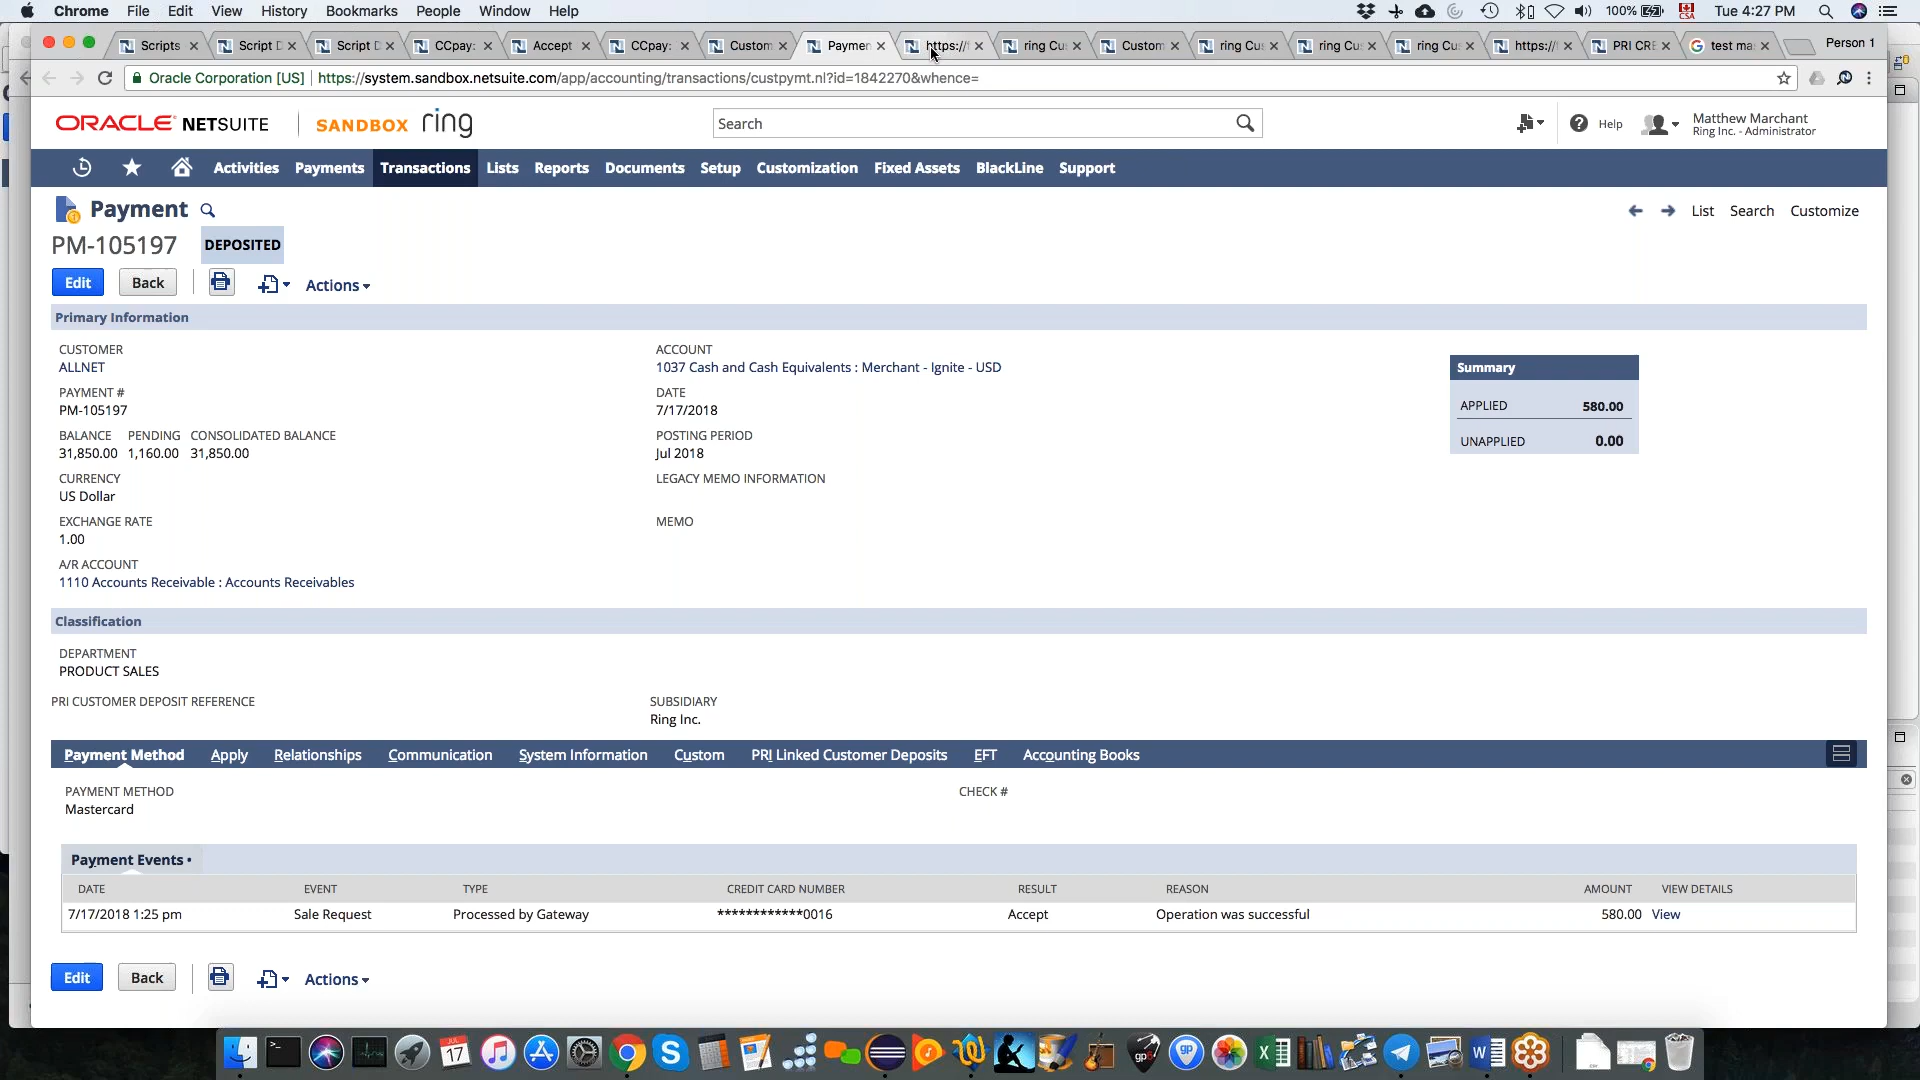 Chrome File Edit View History Bookmarks People Window Help 100% CSA Tue 4:27 PM
Scripts Script D Script D CCpay: Accept CCpay: Custom Paymen https:// ring Cu: Custom ring Cu: ring Cu: ring Cu: https:// PRI CRE test ma Person 1
Oracle Corporation [US] | https://system.sandbox.netsuite.com/app/accounting/transactions/custpymt.nl?id=1842270&whence=
ORACLE NETSUITE SANDBOX ring Search Help Matthew Marchant
Ring Inc. - Administrator
Activities Payments Transactions Lists Reports Documents Setup Customization Fixed Assets BlackLine Support
Payment List Search Customize
PM-105197 DEPOSITED
Edit Back Actions
Primary Information
CUSTOMER
ALLNET
PAYMENT #
PM-105197
BALANCE PENDING CONSOLIDATED BALANCE
31,850.00 1,160.00 31,850.00
CURRENCY
US Dollar
EXCHANGE RATE
1.00
A/R ACCOUNT
1110 Accounts Receivable : Accounts Receivables
ACCOUNT
1037 Cash and Cash Equivalents : Merchant - Ignite - USD
DATE
7/17/2018
POSTING PERIOD
Jul 2018
LEGACY MEMO INFORMATION
MEMO
Summary
APPLIED 580.00
UNAPPLIED 0.00
Classification
DEPARTMENT
PRODUCT SALES
PRI CUSTOMER DEPOSIT REFERENCE
SUBSIDIARY
Ring Inc.
Payment Method Apply Relationships Communication System Information Custom PRI Linked Customer Deposits EFT Accounting Books
PAYMENT METHOD
Mastercard
CHECK #
Payment Events •
DATE EVENT TYPE CREDIT CARD NUMBER RESULT REASON AMOUNT VIEW DETAILS
7/17/2018 1:25 pm Sale Request Processed by Gateway ************0016 Accept Operation was successful 580.00 View
Edit Back Actions
JUL
17